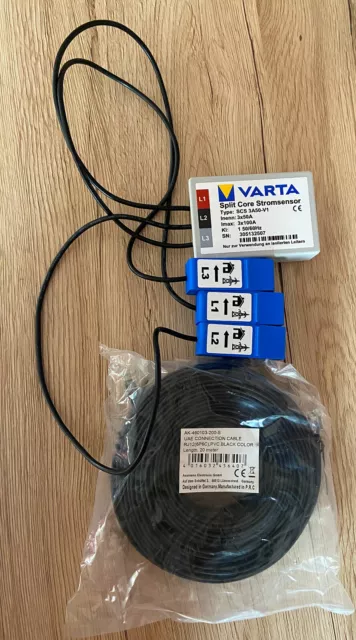 VARTA
Split Core Stromsensor
Type: SCS 3A50-V1
Inenn: 3x50A
Imax: 3x100A
Kl: 1 50/60Hz
SN: 305132607
Nur zur Verwendung an isolierten Leitern
CE
L1
L2
L3
L3
L1
L2
AK-460103-200-S
UAE CONNECTION CABLE
Length: 20 meter
Designed in Germany, Manufactured in P.R.C